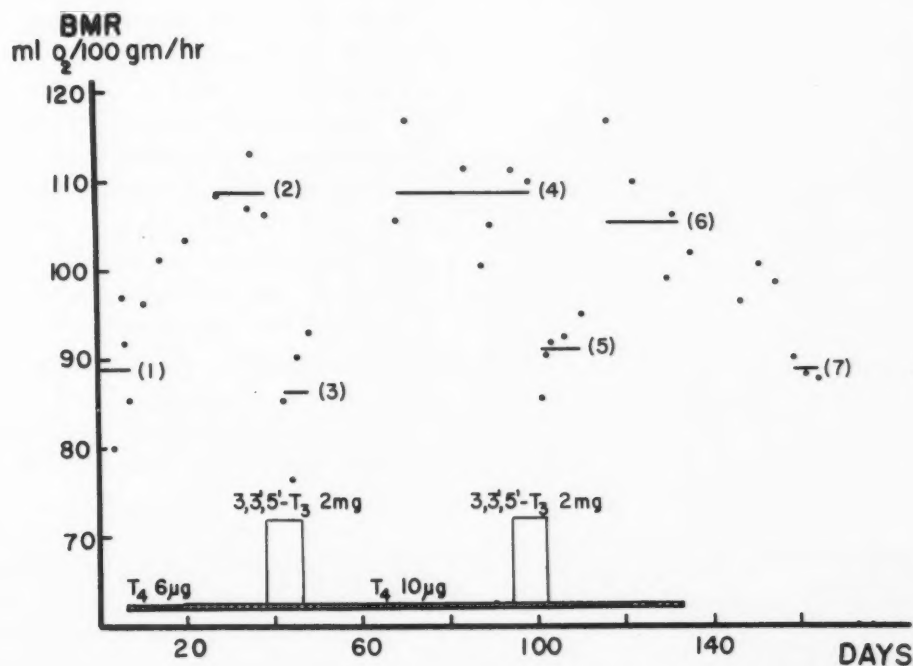 BMR
ml O2/100 gm/hr
120
110
100
90
80
70
(1)
(2)
(3)
(4)
(5)
(6)
(7)
3,3',5'-T3 2mg
3,3',5'-T3 2mg
T4 6μg
T4 10μg
20
60
100
140
DAYS